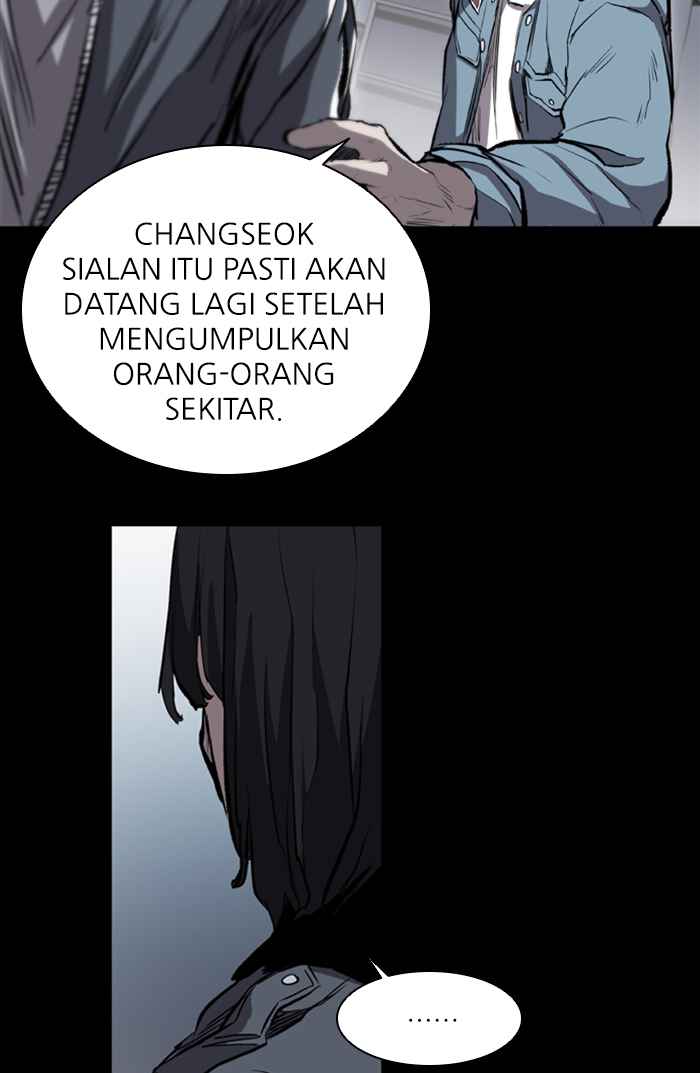 CHANGSEOK
SIALAN ITU PASTI AKAN
DATANG LAGI SETELAH
MENGUMPULKAN
ORANG-ORANG
SEKITAR.
......